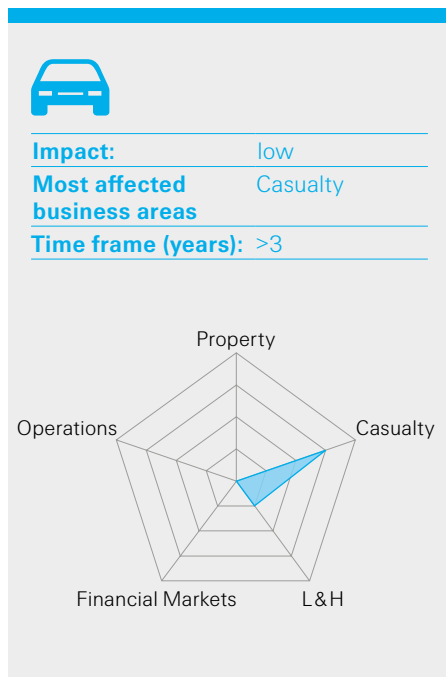 Impact: low
Most affected Casualty
business areas
Time frame (years): >3
Property
Operations Casualty
Financial Markets L&H